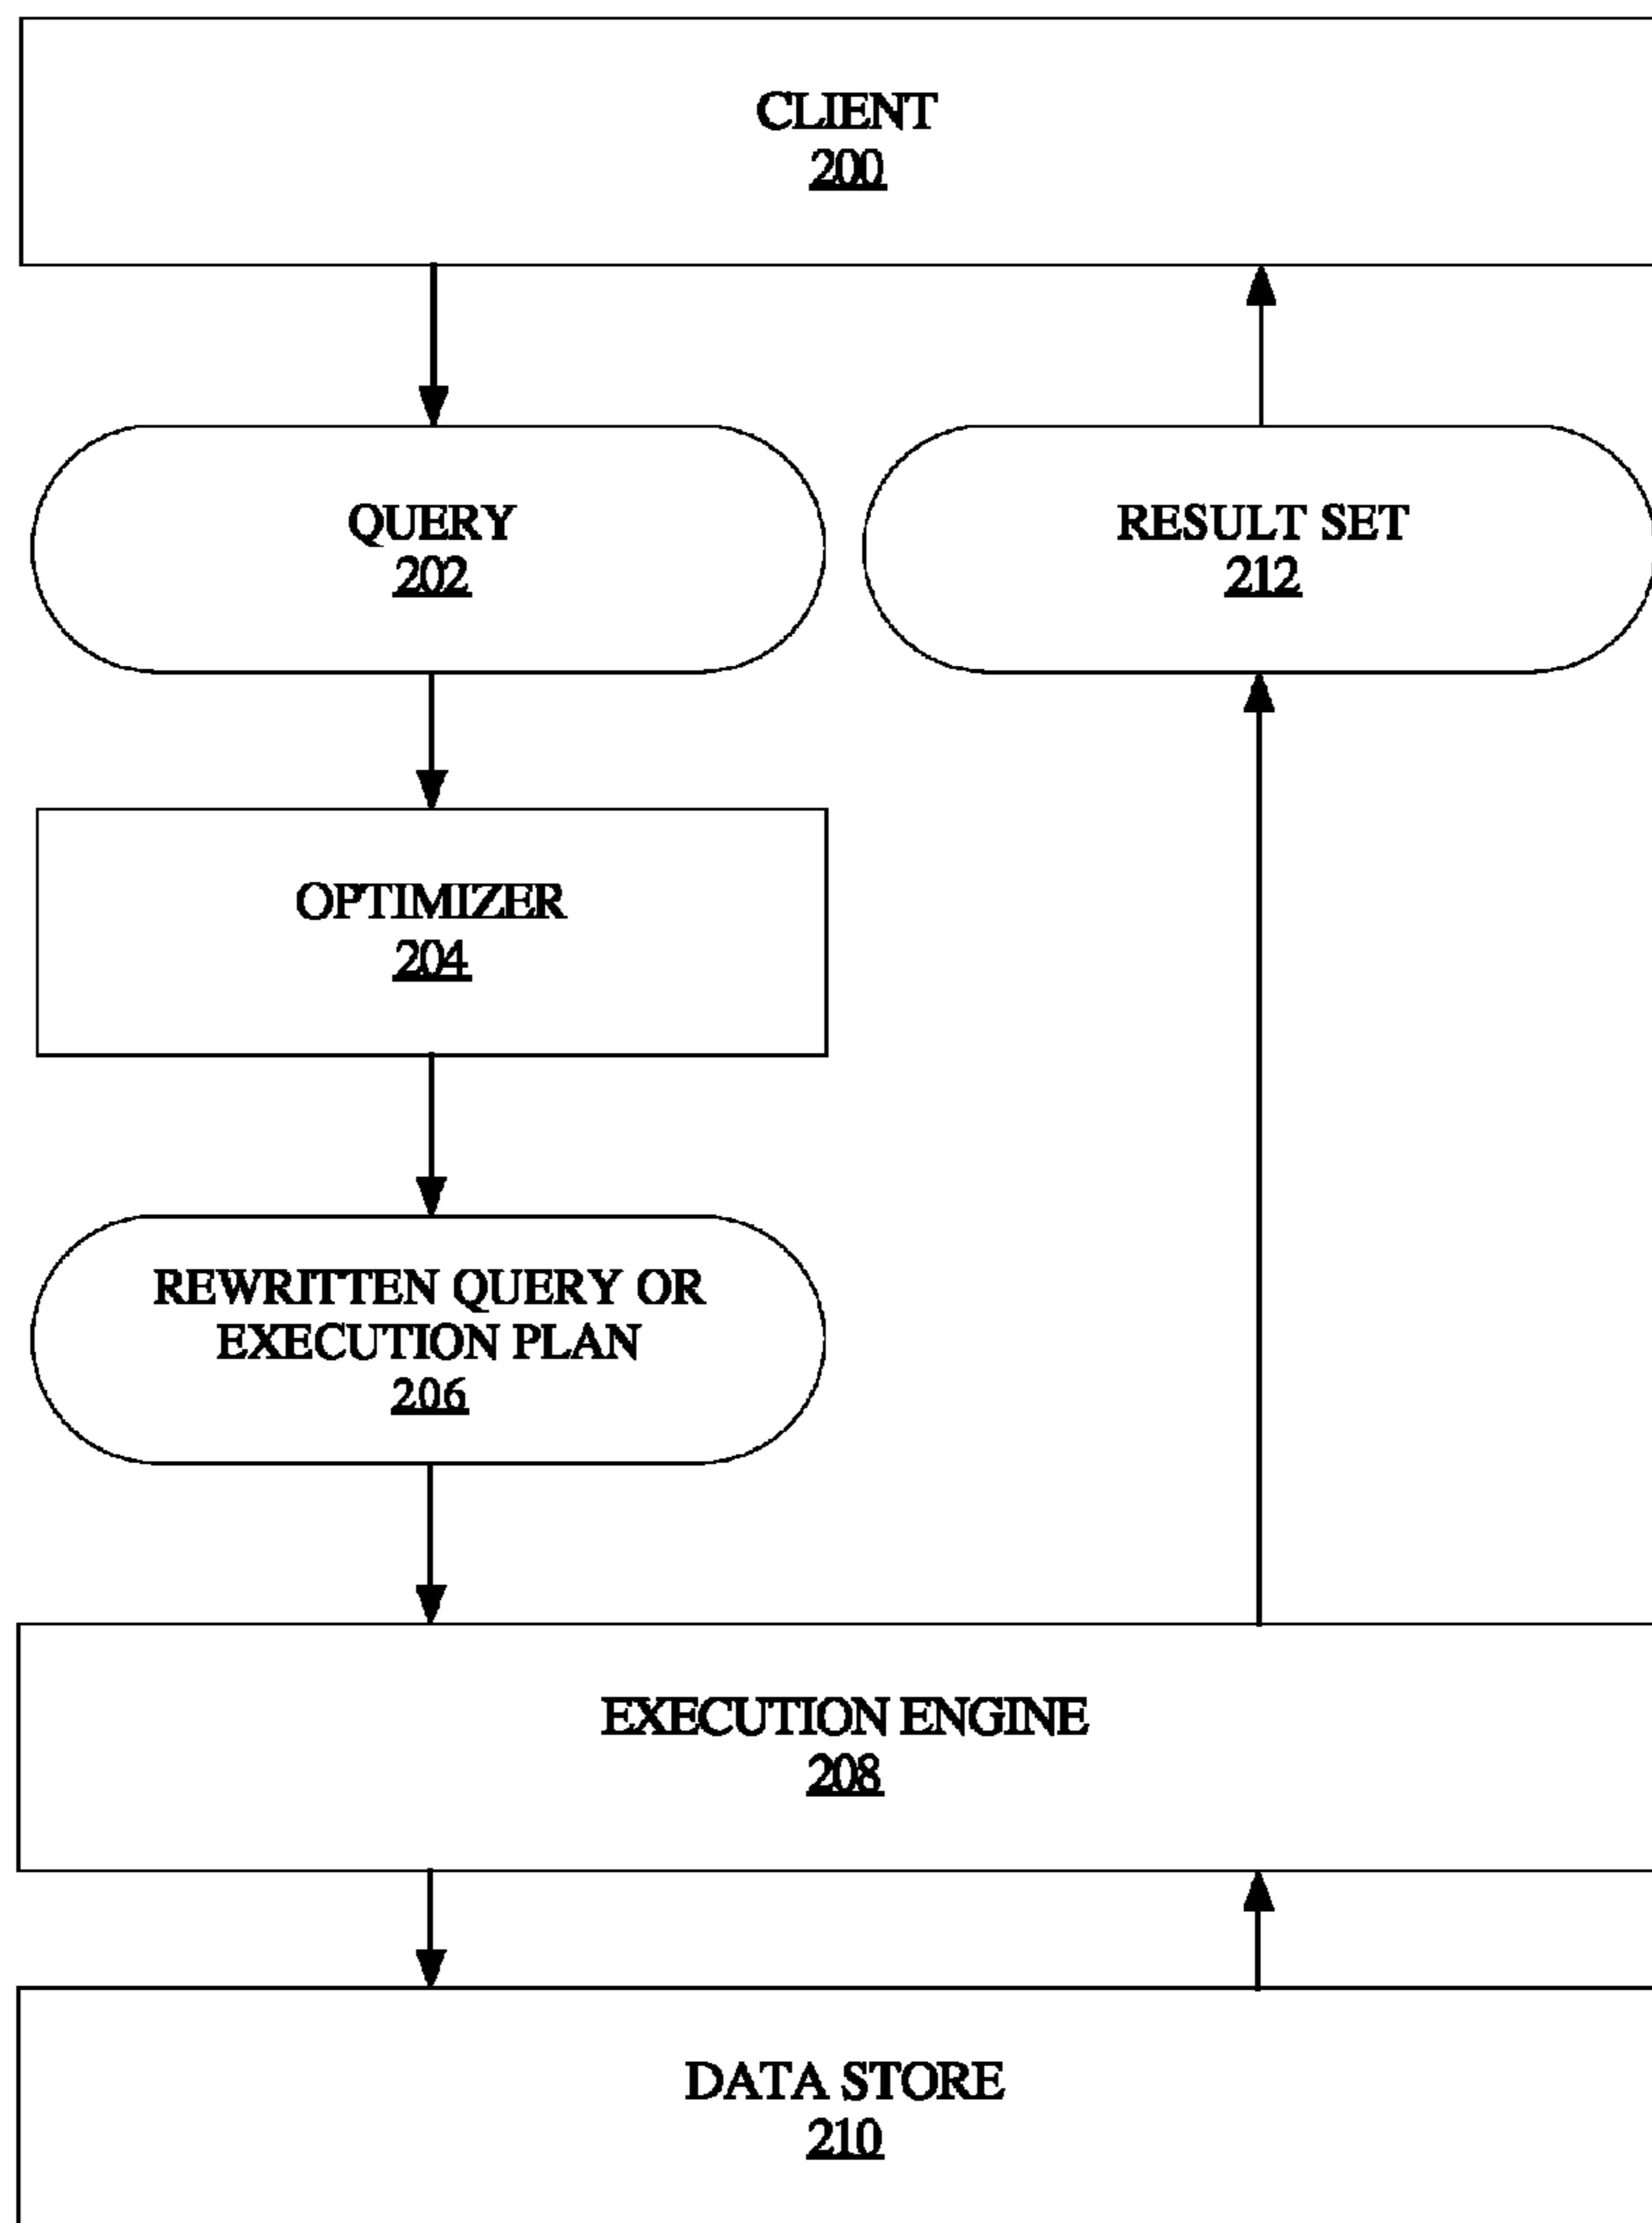 CLIENT
200
QUERY
202
RESULT SET
212
OPTIMIZER
204
REWRITTEN QUERY OR
EXECUTION PLAN
206
EXECUTION ENGINE
208
DATA STORE
210